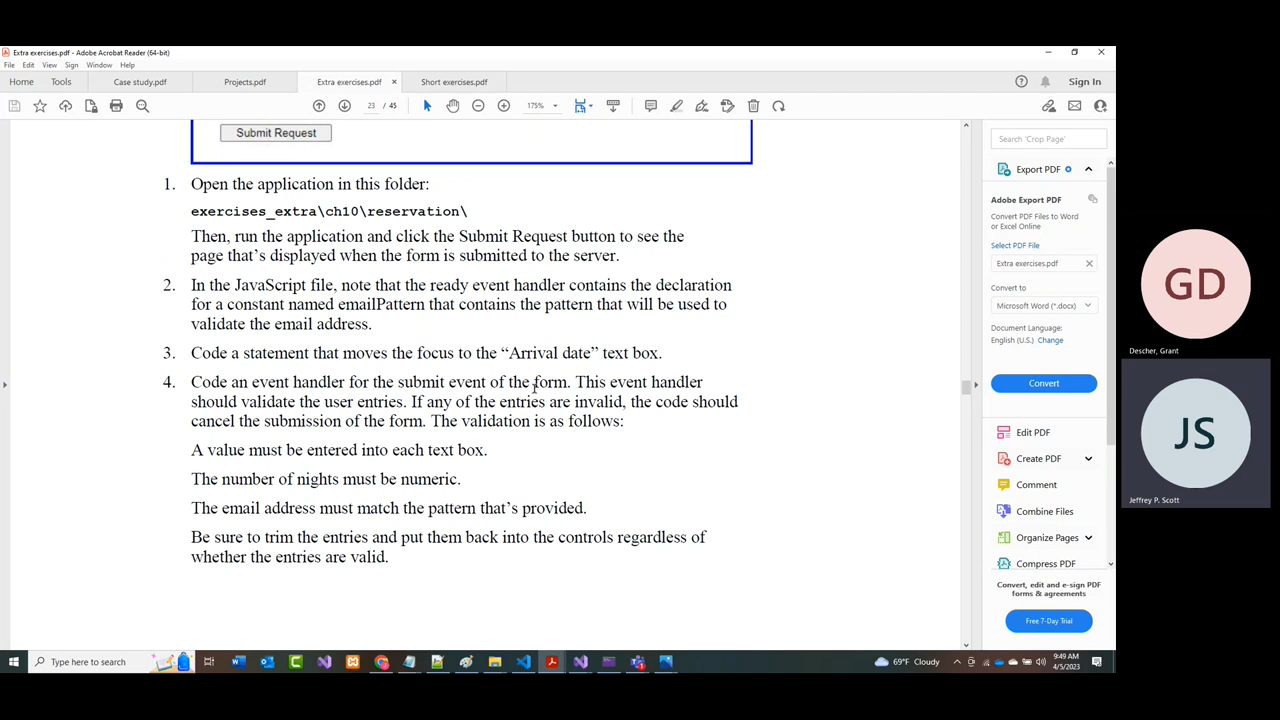 Extra exercises.pdf - Adobe Acrobat Reader (64-bit)
File Edit View Sign Window Help
Home Tools Case study.pdf Projects.pdf Extra exercises.pdf × Short exercises.pdf Sign In
23 / 45 175%
Submit Request
1. Open the application in this folder:
exercises_extra\ch10\reservation\
Then, run the application and click the Submit Request button to see the
page that’s displayed when the form is submitted to the server.
2. In the JavaScript file, note that the ready event handler contains the declaration
for a constant named emailPattern that contains the pattern that will be used to
validate the email address.
3. Code a statement that moves the focus to the “Arrival date” text box.
4. Code an event handler for the submit event of the form. This event handler
should validate the user entries. If any of the entries are invalid, the code should
cancel the submission of the form. The validation is as follows:
A value must be entered into each text box.
The number of nights must be numeric.
The email address must match the pattern that’s provided.
Be sure to trim the entries and put them back into the controls regardless of
whether the entries are valid.
Search 'Crop Page'
Export PDF
Adobe Export PDF
Convert PDF Files to Word
or Excel Online
Select PDF File
Extra exercises.pdf
Convert to
Microsoft Word (*.docx)
Document Language:
English (U.S.) Change
Convert
Edit PDF
Create PDF
Comment
Combine Files
Organize Pages
Compress PDF
Convert, edit and e-sign PDF
forms & agreements
Free 7-Day Trial
GD
Descher, Grant
JS
Jeffrey P. Scott
Type here to search
69°F Cloudy
9:49 AM
4/5/2023